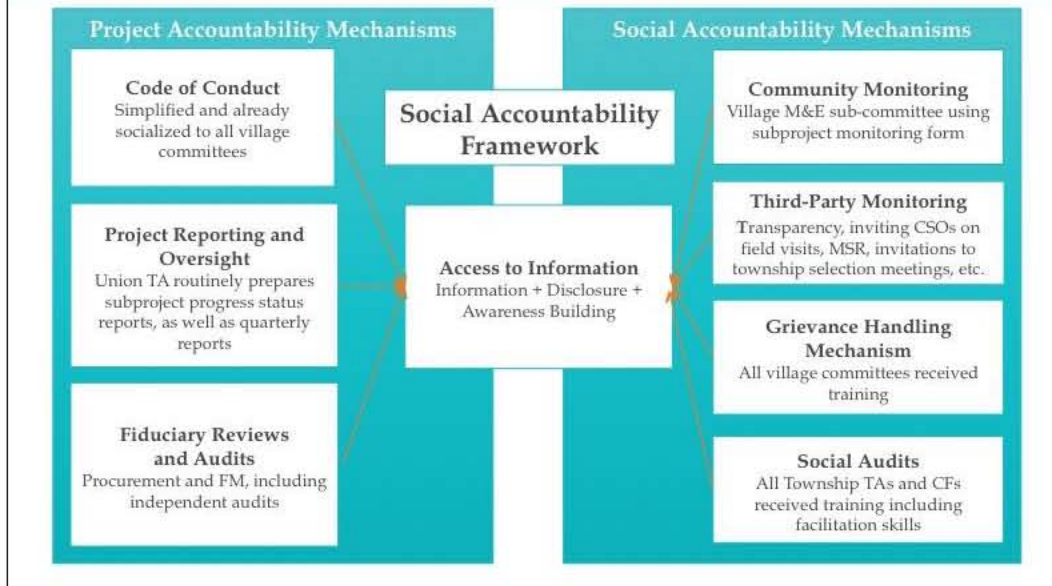 Project Accountability Mechanisms
Code of Conduct
Simplified and already
socialized to all village
committees
Project Reporting and
Oversight
Union TA routinely prepares
subproject progress status
reports, as well as quarterly
reports
Fiduciary Reviews
and Audits
Procurement and FM, including
independent audits
Social Accountability
Framework
Access to Information
Information + Disclosure +
Awareness Building
Social Accountability Mechanisms
Community Monitoring
Village M&E sub-committee using
subproject monitoring form
Third-Party Monitoring
Transparency, inviting CSOs on
field visits, MSR, invitations to
township selection meetings, etc.
Grievance Handling
Mechanism
All village committees received
training
Social Audits
All Township TAs and CFs
received training including
facilitation skills